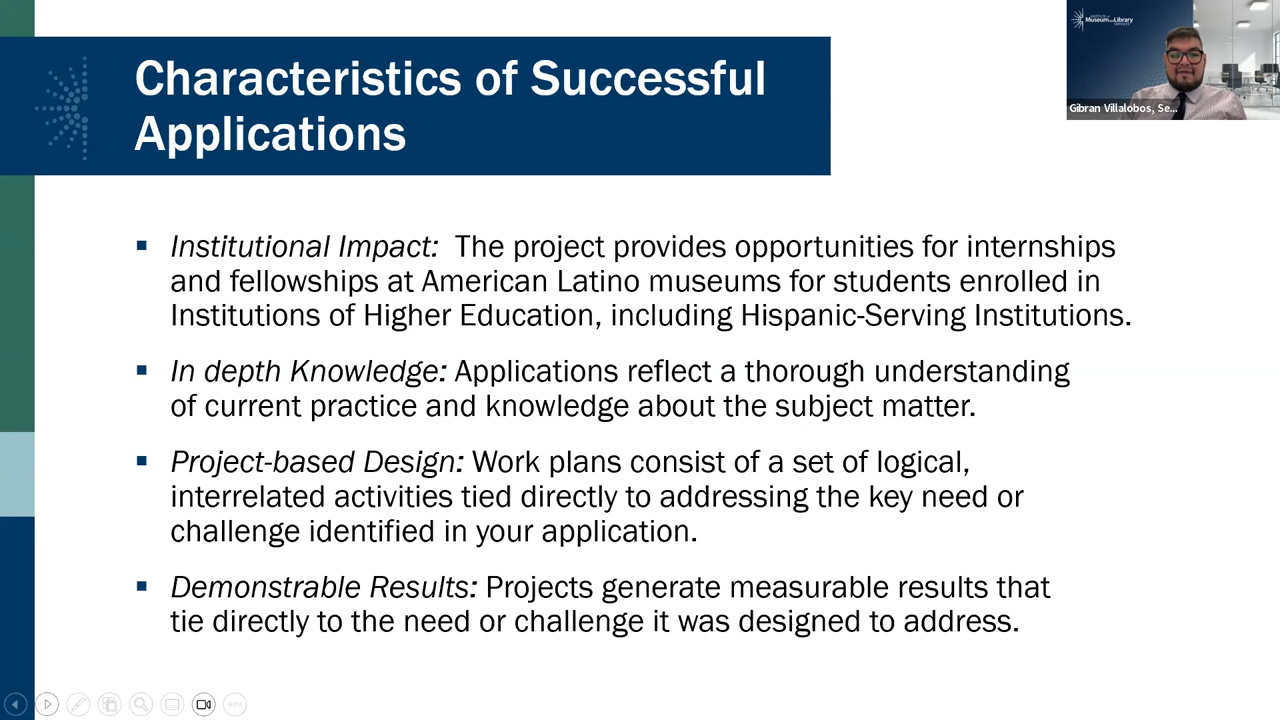 Characteristics of Successful
Applications
Museum and Library
SERVICES
Gibran Villalobos, Se...
▪ Institutional Impact: The project provides opportunities for internships
and fellowships at American Latino museums for students enrolled in
Institutions of Higher Education, including Hispanic-Serving Institutions.
▪ In depth Knowledge: Applications reflect a thorough understanding
of current practice and knowledge about the subject matter.
▪ Project-based Design: Work plans consist of a set of logical,
interrelated activities tied directly to addressing the key need or
challenge identified in your application.
▪ Demonstrable Results: Projects generate measurable results that
tie directly to the need or challenge it was designed to address.